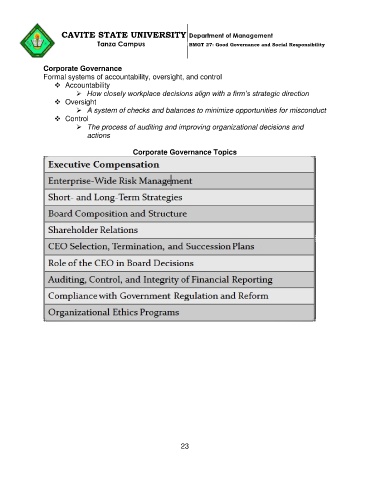 CAVITE STATE UNIVERSITY
Tanza Campus
Department of Management
BMGT 27- Good Governance and Social Responsibility
Corporate Governance
Formal systems of accountability, oversight, and control
❖ Accountability
➢ How closely workplace decisions align with a firm's strategic direction
❖ Oversight
➢ A system of checks and balances to minimize opportunities for misconduct
❖ Control
➢ The process of auditing and improving organizational decisions and
actions
Corporate Governance Topics
Executive Compensation
Enterprise-Wide Risk Management
Short- and Long-Term Strategies
Board Composition and Structure
Shareholder Relations
CEO Selection, Termination, and Succession Plans
Role of the CEO in Board Decisions
Auditing, Control, and Integrity of Financial Reporting
Compliance with Government Regulation and Reform
Organizational Ethics Programs
23